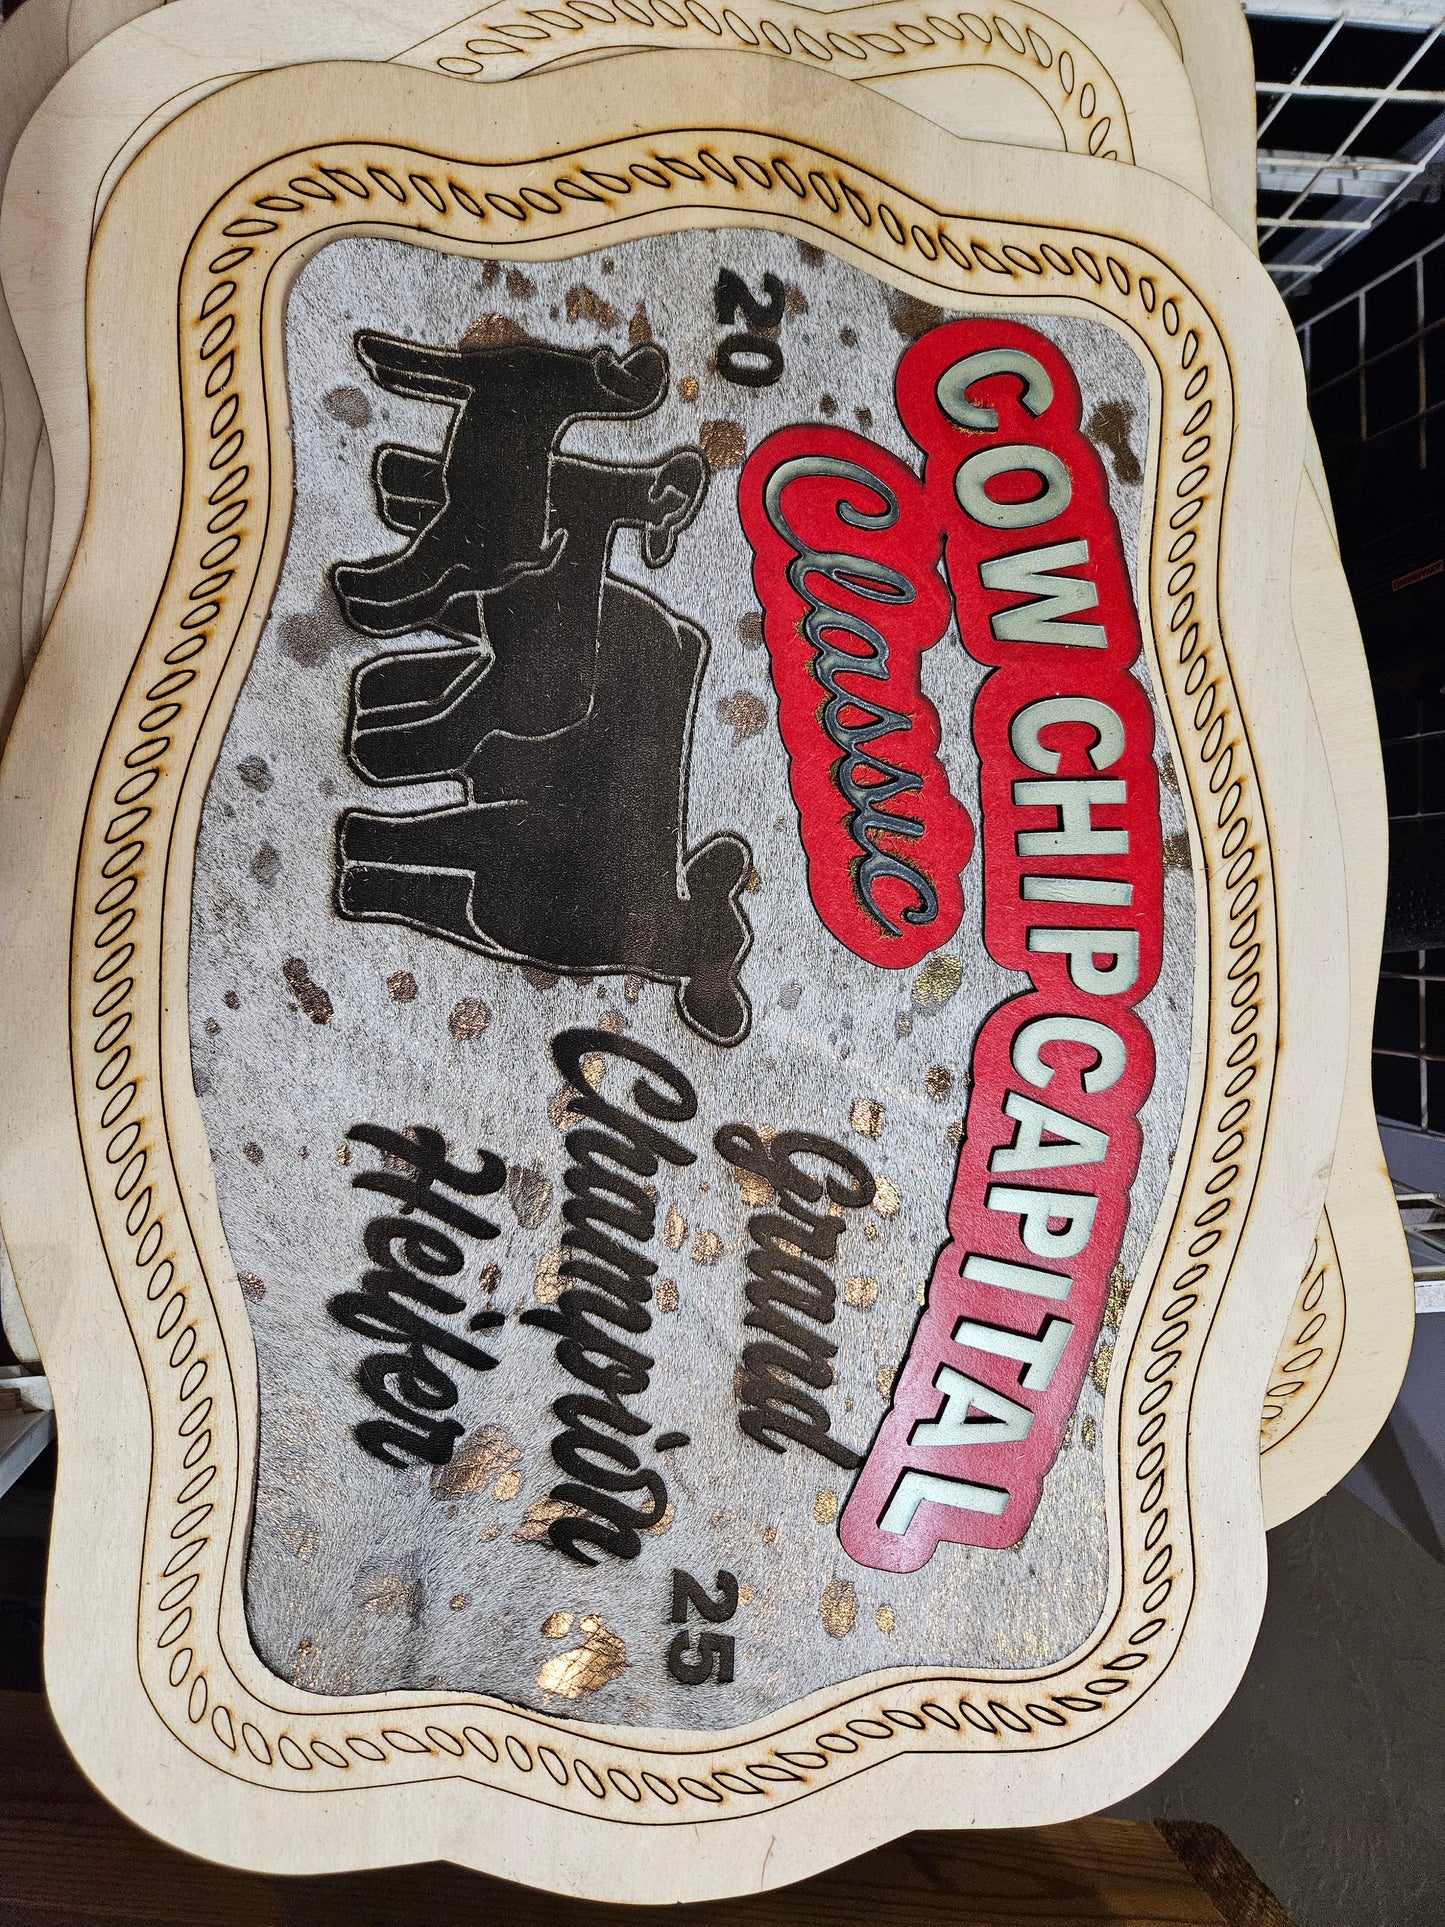 COW CHIP CAPITAL
Classic
20 25
Grand
Champion
Heifer